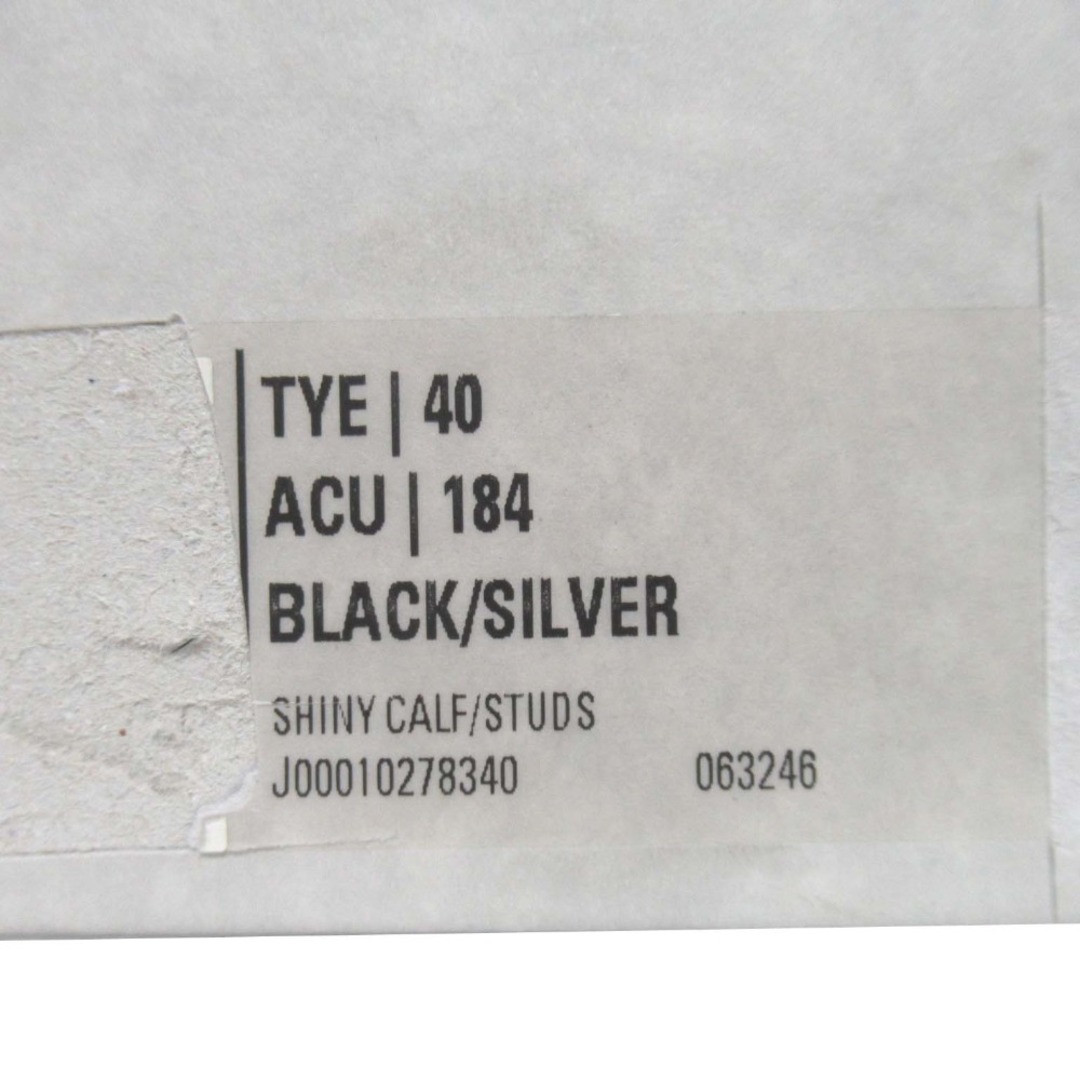 TYE | 40
ACU | 184
BLACK/SILVER
SHINY CALF/STUDS
J00010278340 063246